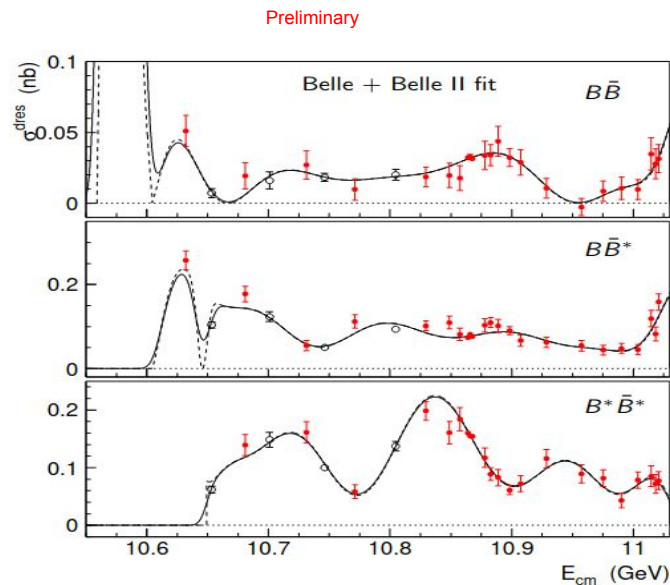 Preliminary
Belle + Belle II fit
σ^dres (nb)
BB̄
0.1
0.05
0
BB̄*
0.2
0
B*B̄*
0.2
0.1
0
10.6 10.7 10.8 10.9 11
E_cm (GeV)